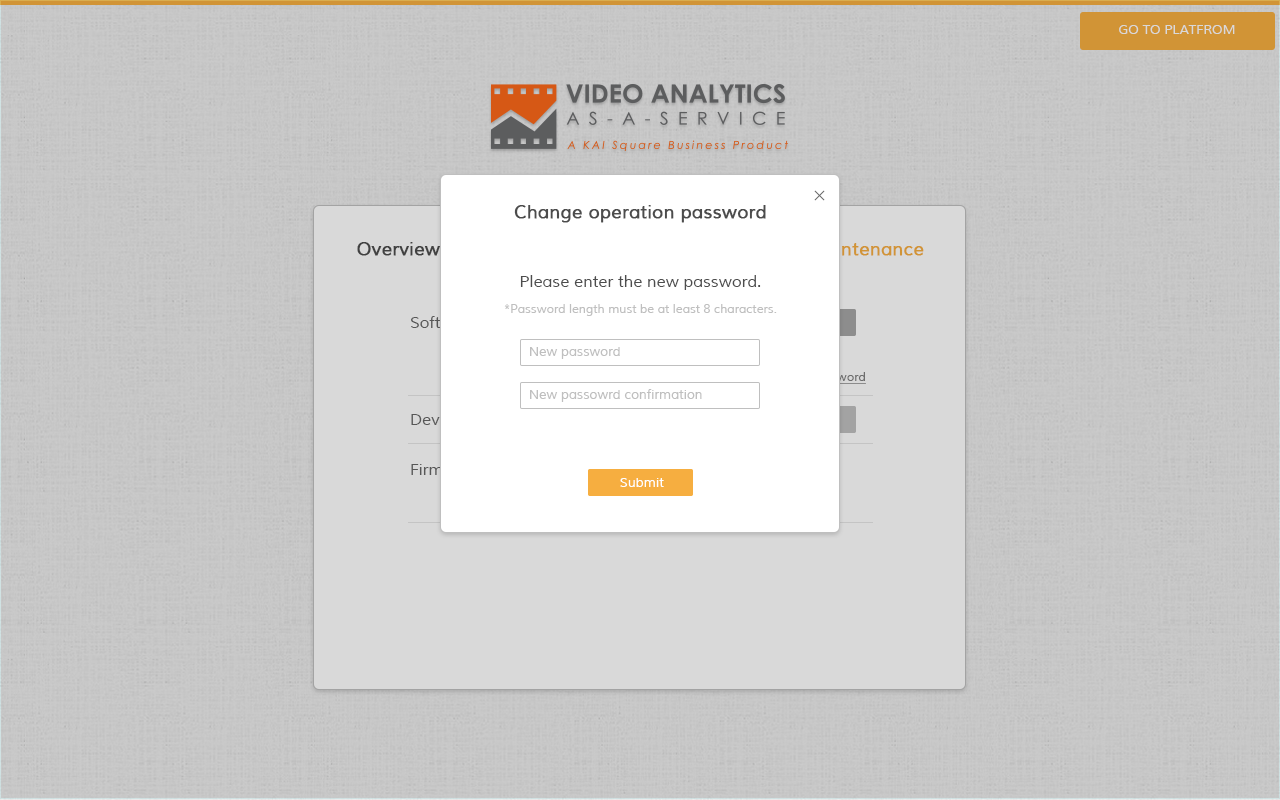 GO TO PLATFROM
VIDEO ANALYTICS
AS-A-SERVICE
A KAI Square Business Product
Change operation password
Overview
ntenance
Please enter the new password.
*Password length must be at least 8 characters.
Soft
New password
word
New passowrd confirmation
Dev
Firm
Submit